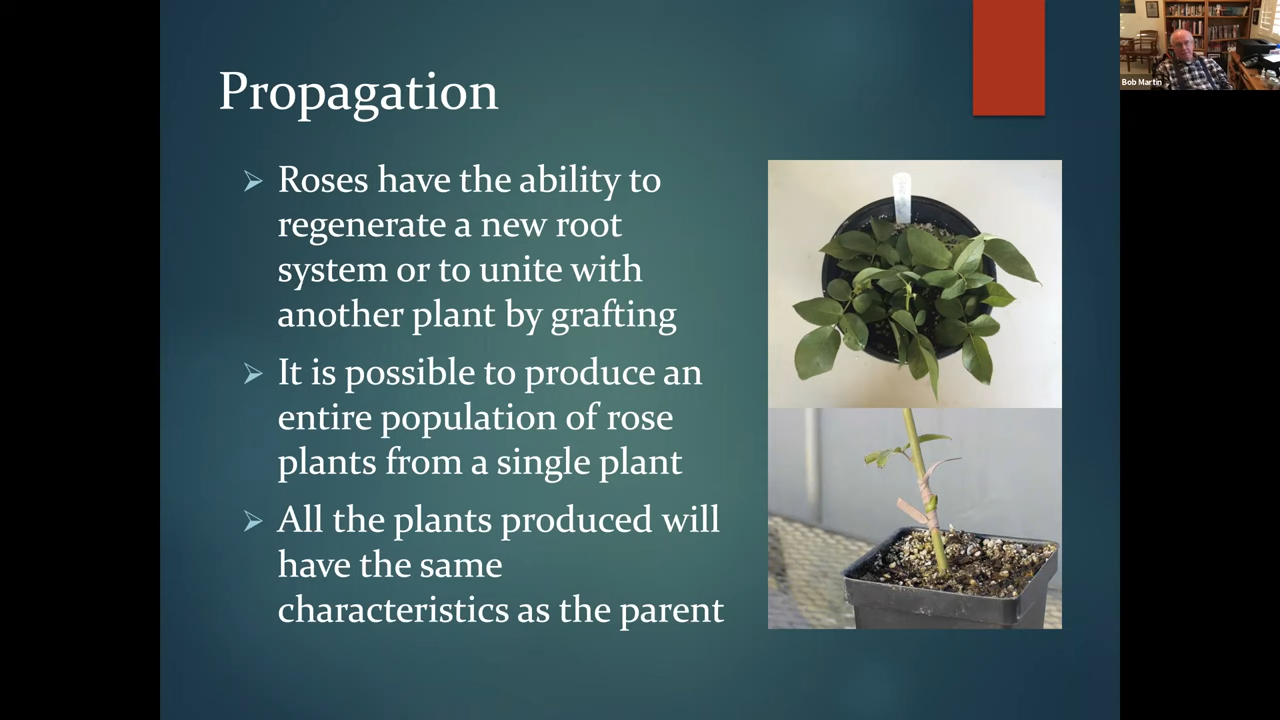 Propagation
Roses have the ability to
regenerate a new root
system or to unite with
another plant by grafting
It is possible to produce an
entire population of rose
plants from a single plant
All the plants produced will
have the same
characteristics as the parent
Bob Martin